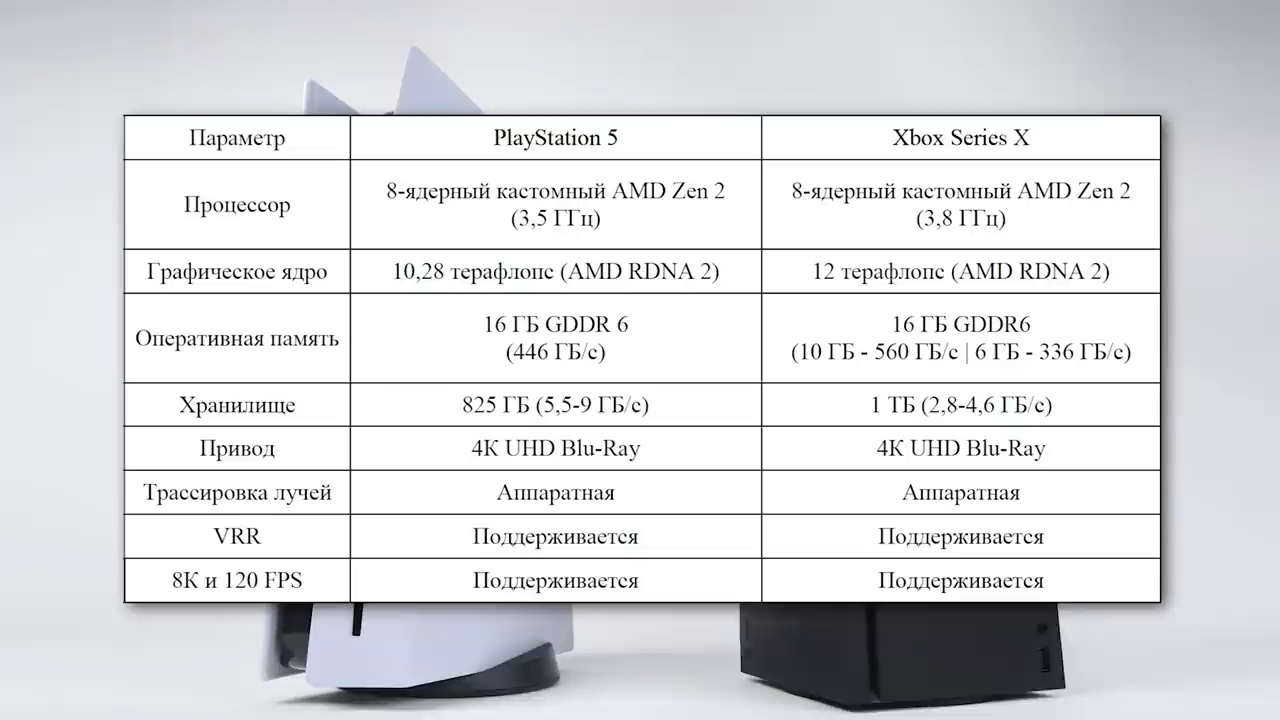 Параметр PlayStation 5 Xbox Series X
Процессор 8-ядерный кастомный AMD Zen 2 (3,5 ГГц) 8-ядерный кастомный AMD Zen 2 (3,8 ГГц)
Графическое ядро 10,28 терафлопс (AMD RDNA 2) 12 терафлопс (AMD RDNA 2)
Оперативная память 16 ГБ GDDR 6 (446 ГБ/с) 16 ГБ GDDR6 (10 ГБ - 560 ГБ/с | 6 ГБ - 336 ГБ/с)
Хранилище 825 ГБ (5,5-9 ГБ/с) 1 ТБ (2,8-4,6 ГБ/с)
Привод 4К UHD Blu-Ray 4К UHD Blu-Ray
Трассировка лучей Аппаратная Аппаратная
VRR Поддерживается Поддерживается
8К и 120 FPS Поддерживается Поддерживается